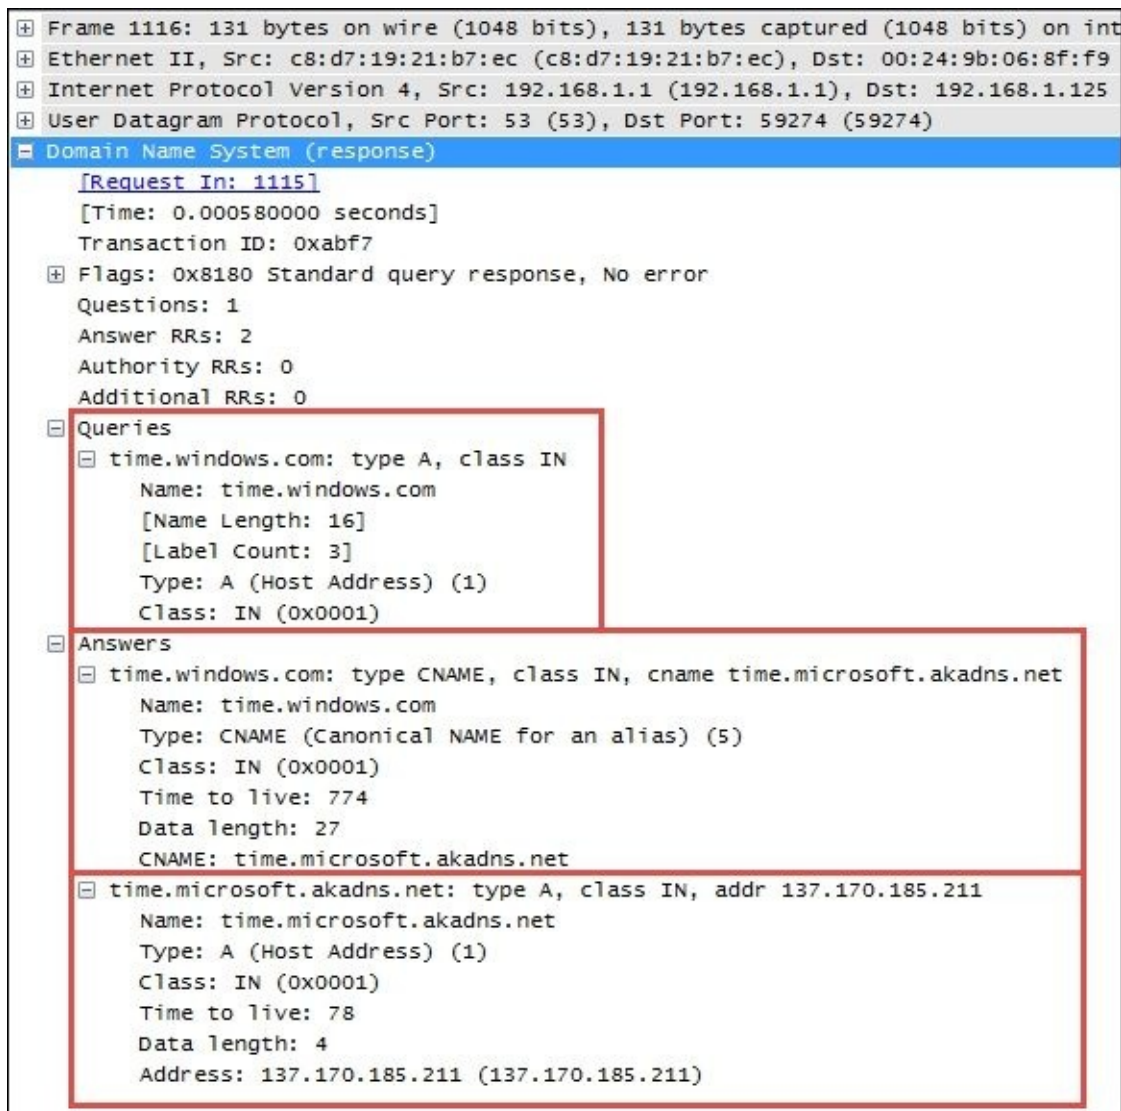 Frame 1116: 131 bytes on wire (1048 bits), 131 bytes captured (1048 bits) on int
Ethernet II, Src: c8:d7:19:21:b7:ec (c8:d7:19:21:b7:ec), Dst: 00:24:9b:06:8f:f9
Internet Protocol Version 4, Src: 192.168.1.1 (192.168.1.1), Dst: 192.168.1.125
User Datagram Protocol, Src Port: 53 (53), Dst Port: 59274 (59274)
Domain Name System (response)
[Request In: 1115]
[Time: 0.000580000 seconds]
Transaction ID: 0xabf7
Flags: 0x8180 Standard query response, No error
Questions: 1
Answer RRs: 2
Authority RRs: 0
Additional RRs: 0
Queries
time.windows.com: type A, class IN
Name: time.windows.com
[Name Length: 16]
[Label Count: 3]
Type: A (Host Address) (1)
Class: IN (0x0001)
Answers
time.windows.com: type CNAME, class IN, cname time.microsoft.akadns.net
Name: time.windows.com
Type: CNAME (Canonical NAME for an alias) (5)
Class: IN (0x0001)
Time to live: 774
Data length: 27
CNAME: time.microsoft.akadns.net
time.microsoft.akadns.net: type A, class IN, addr 137.170.185.211
Name: time.microsoft.akadns.net
Type: A (Host Address) (1)
Class: IN (0x0001)
Time to live: 78
Data length: 4
Address: 137.170.185.211 (137.170.185.211)